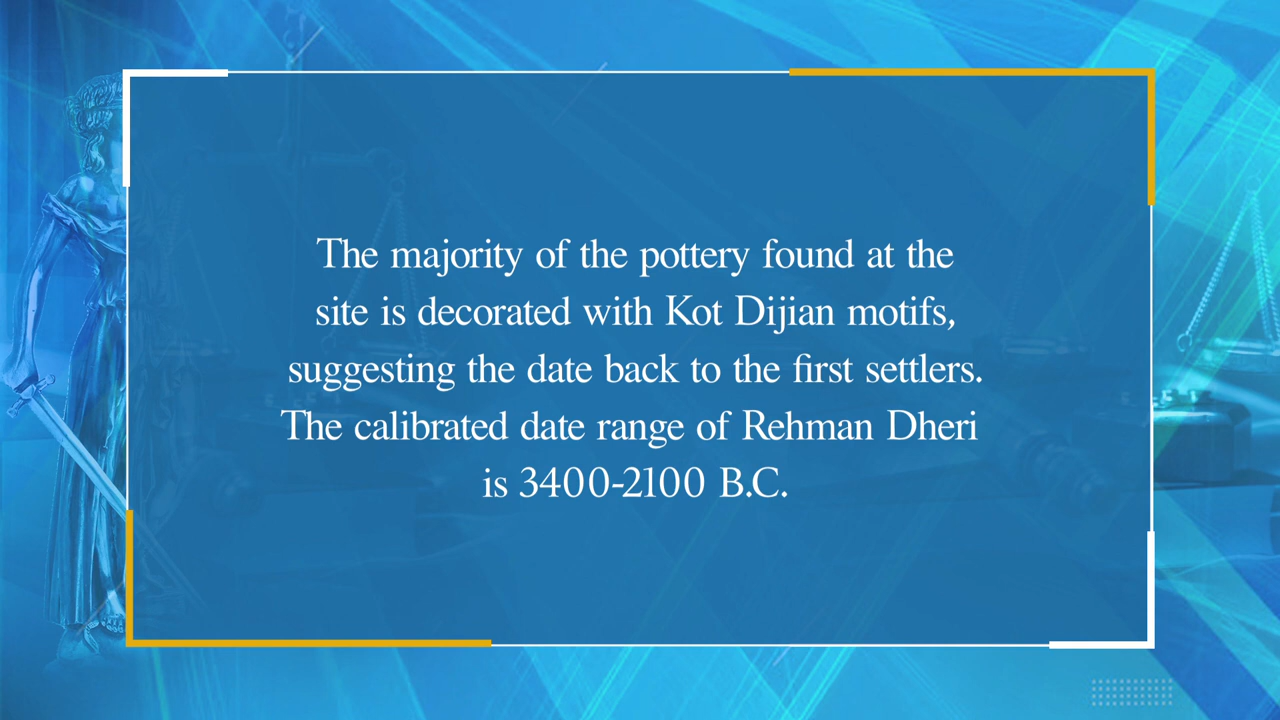 The majority of the pottery found at the
site is decorated with Kot Dijian motifs,
suggesting the date back to the first settlers.
The calibrated date range of Rehman Dheri
is 3400-2100 B.C.